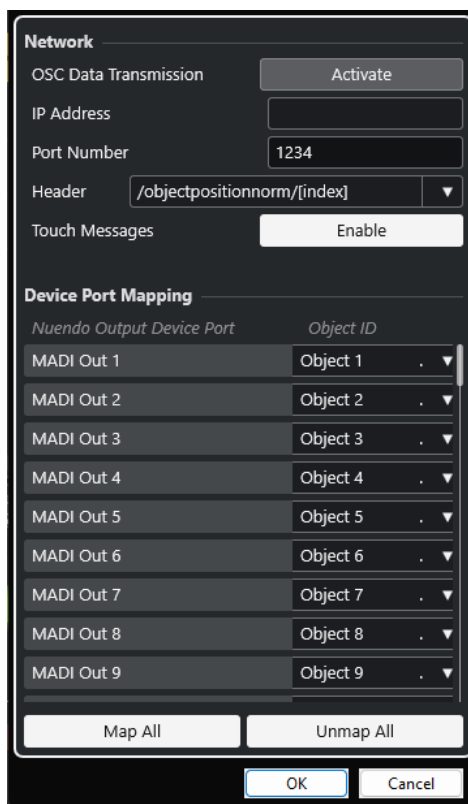 Network
OSC Data Transmission Activate
IP Address
Port Number 1234
Header /objectpositionnorm/[index]
Touch Messages Enable
Device Port Mapping
Nuendo Output Device Port Object ID
MADI Out 1 Object 1 .
MADI Out 2 Object 2 .
MADI Out 3 Object 3 .
MADI Out 4 Object 4 .
MADI Out 5 Object 5 .
MADI Out 6 Object 6 .
MADI Out 7 Object 7 .
MADI Out 8 Object 8 .
MADI Out 9 Object 9 .
Map All Unmap All
OK Cancel